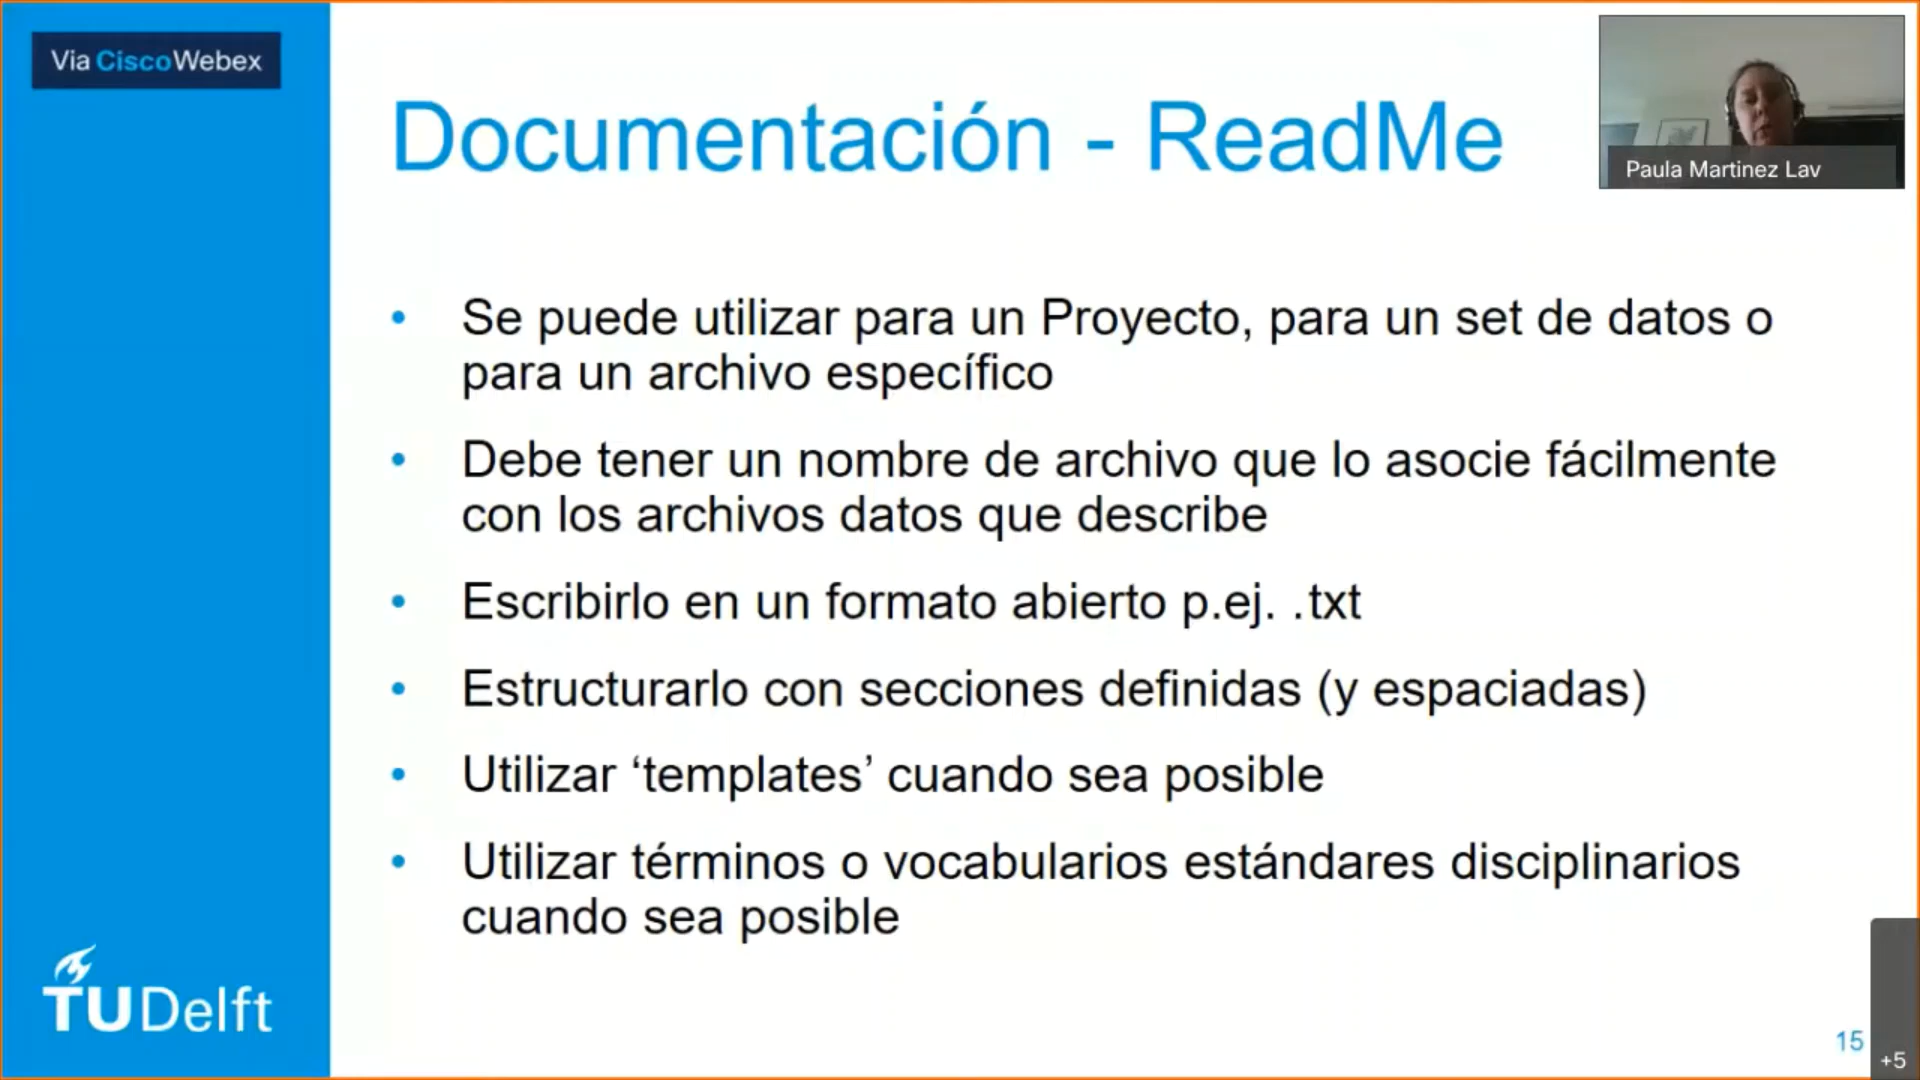 Via CiscoWebex
Documentación - ReadMe
Paula Martinez Lav
• Se puede utilizar para un Proyecto, para un set de datos o
para un archivo específico
• Debe tener un nombre de archivo que lo asocie fácilmente
con los archivos datos que describe
• Escribirlo en un formato abierto p.ej. .txt
• Estructurarlo con secciones definidas (y espaciadas)
• Utilizar ‘templates’ cuando sea posible
• Utilizar términos o vocabularios estándares disciplinarios
cuando sea posible
TUDelft
15
+5